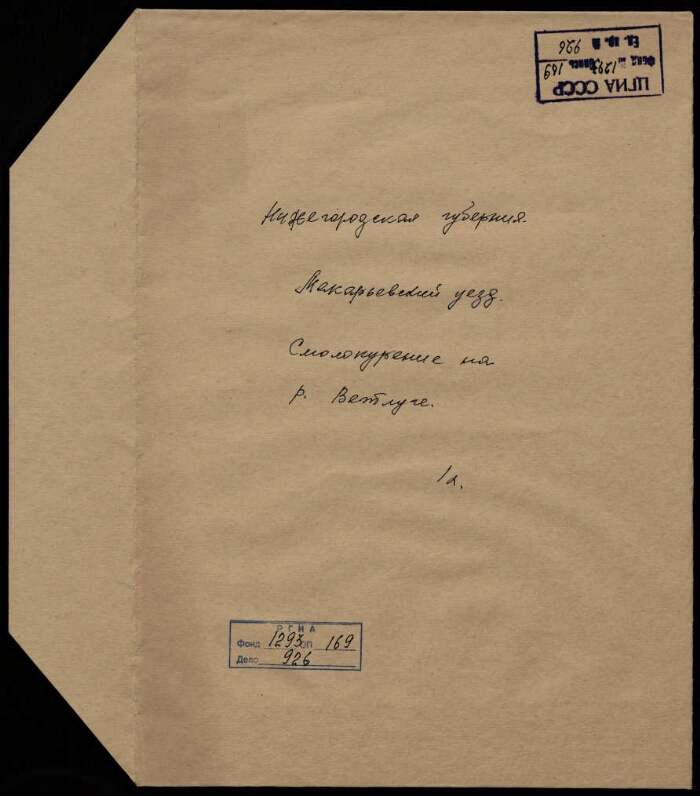 ЦГИА СССР
Фонд № 1293 Опись 169
Ед. хр. № 926
Нижегородская губерния.
Макарьевский уезд.
Смолокурение на
р. Ветлуге.
1л.
РГИА
Фонд 1293 ОП 169
Дело 926